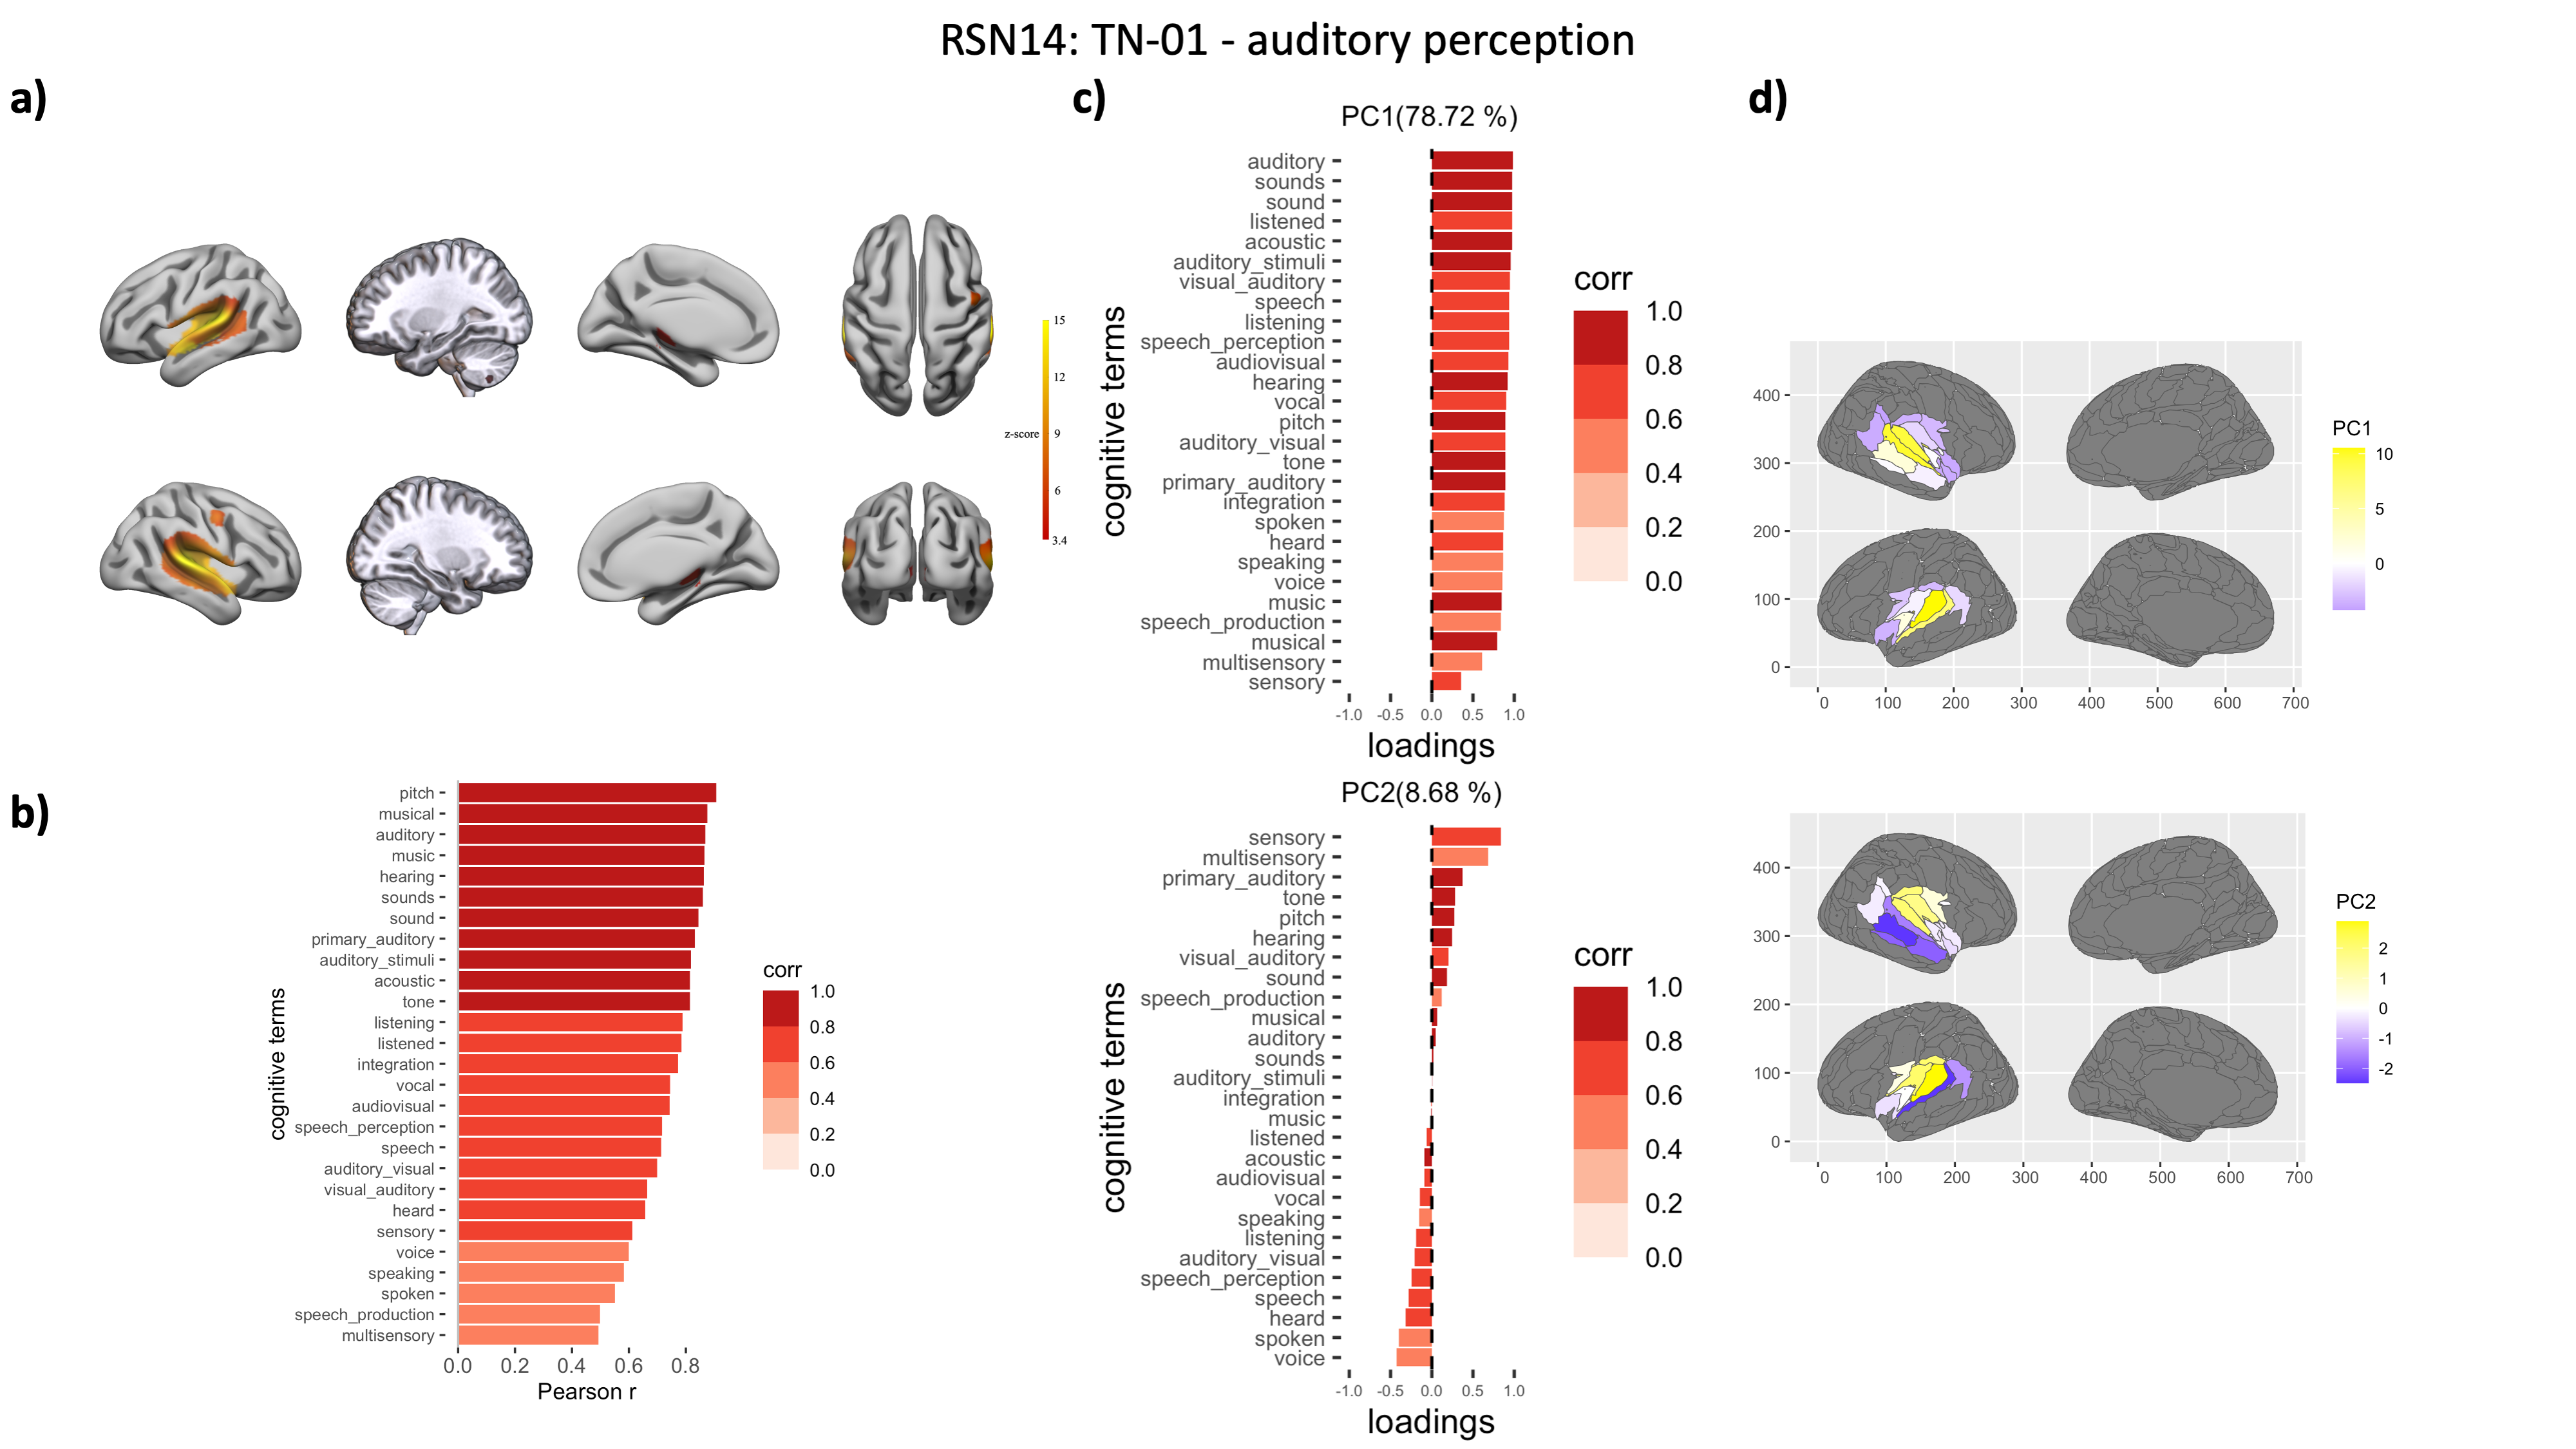 RSN14: TN-01 - auditory perception
a)
z-score
15
12
9
6
3.4
b)
cognitive terms
pitch
musical
auditory
music
hearing
sounds
sound
primary_auditory
auditory_stimuli
acoustic
tone
listening
listened
integration
vocal
audiovisual
speech_perception
speech
auditory_visual
visual_auditory
heard
sensory
voice
speaking
spoken
speech_production
multisensory
0.0 0.2 0.4 0.6 0.8
Pearson r
corr
1.0
0.8
0.6
0.4
0.2
0.0
c)
PC1(78.72 %)
cognitive terms
auditory
sounds
sound
listened
acoustic
auditory_stimuli
visual_auditory
speech
listening
speech_perception
audiovisual
hearing
vocal
pitch
auditory_visual
tone
primary_auditory
integration
spoken
heard
speaking
voice
music
speech_production
musical
multisensory
sensory
-1.0 -0.5 0.0 0.5 1.0
loadings
corr
1.0
0.8
0.6
0.4
0.2
0.0
PC2(8.68 %)
cognitive terms
sensory
multisensory
primary_auditory
tone
pitch
hearing
visual_auditory
sound
speech_production
musical
auditory
sounds
auditory_stimuli
integration
music
listened
acoustic
audiovisual
vocal
speaking
listening
auditory_visual
speech_perception
speech
heard
spoken
voice
-1.0 -0.5 0.0 0.5 1.0
loadings
corr
1.0
0.8
0.6
0.4
0.2
0.0
d)
400
300
200
100
0
0 100 200 300 400 500 600 700
PC1
10
5
0
400
300
200
100
0
0 100 200 300 400 500 600 700
PC2
2
1
0
-1
-2